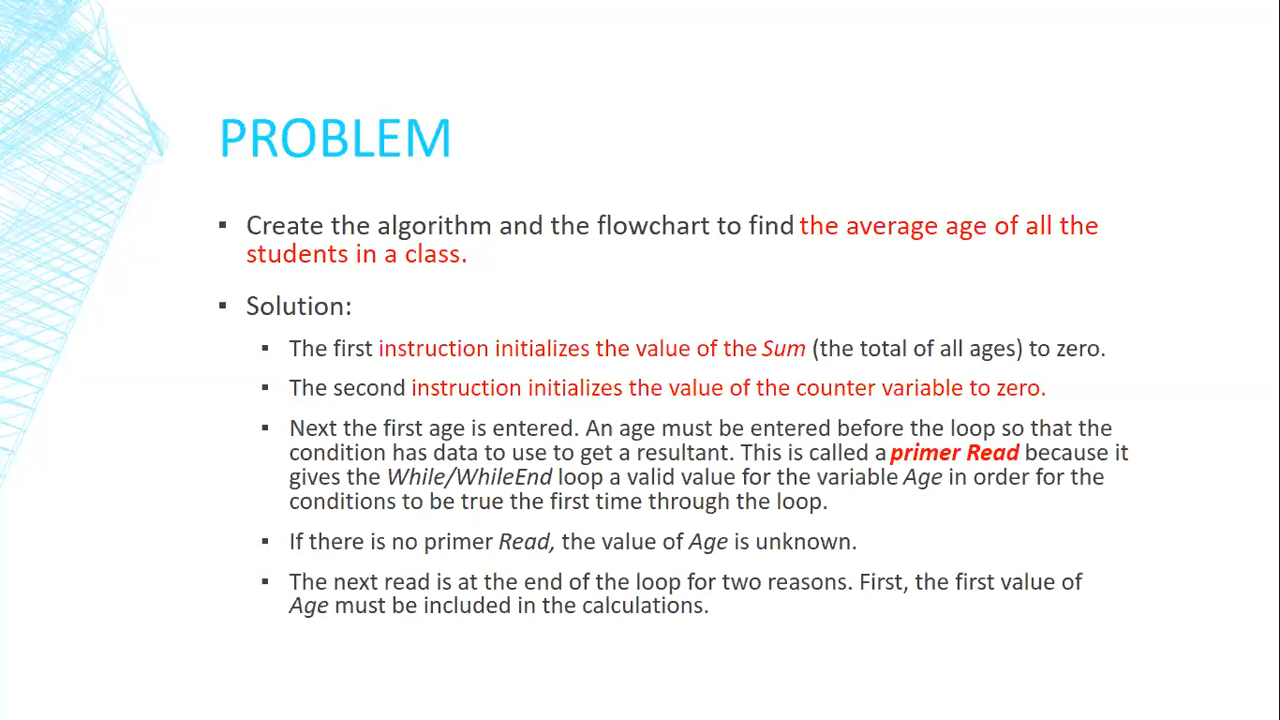 PROBLEM
▪ Create the algorithm and the flowchart to find the average age of all the
students in a class.
▪ Solution:
▪ The first instruction initializes the value of the Sum (the total of all ages) to zero.
▪ The second instruction initializes the value of the counter variable to zero.
▪ Next the first age is entered. An age must be entered before the loop so that the
condition has data to use to get a resultant. This is called a primer Read because it
gives the While/WhileEnd loop a valid value for the variable Age in order for the
conditions to be true the first time through the loop.
▪ If there is no primer Read, the value of Age is unknown.
▪ The next read is at the end of the loop for two reasons. First, the first value of
Age must be included in the calculations.